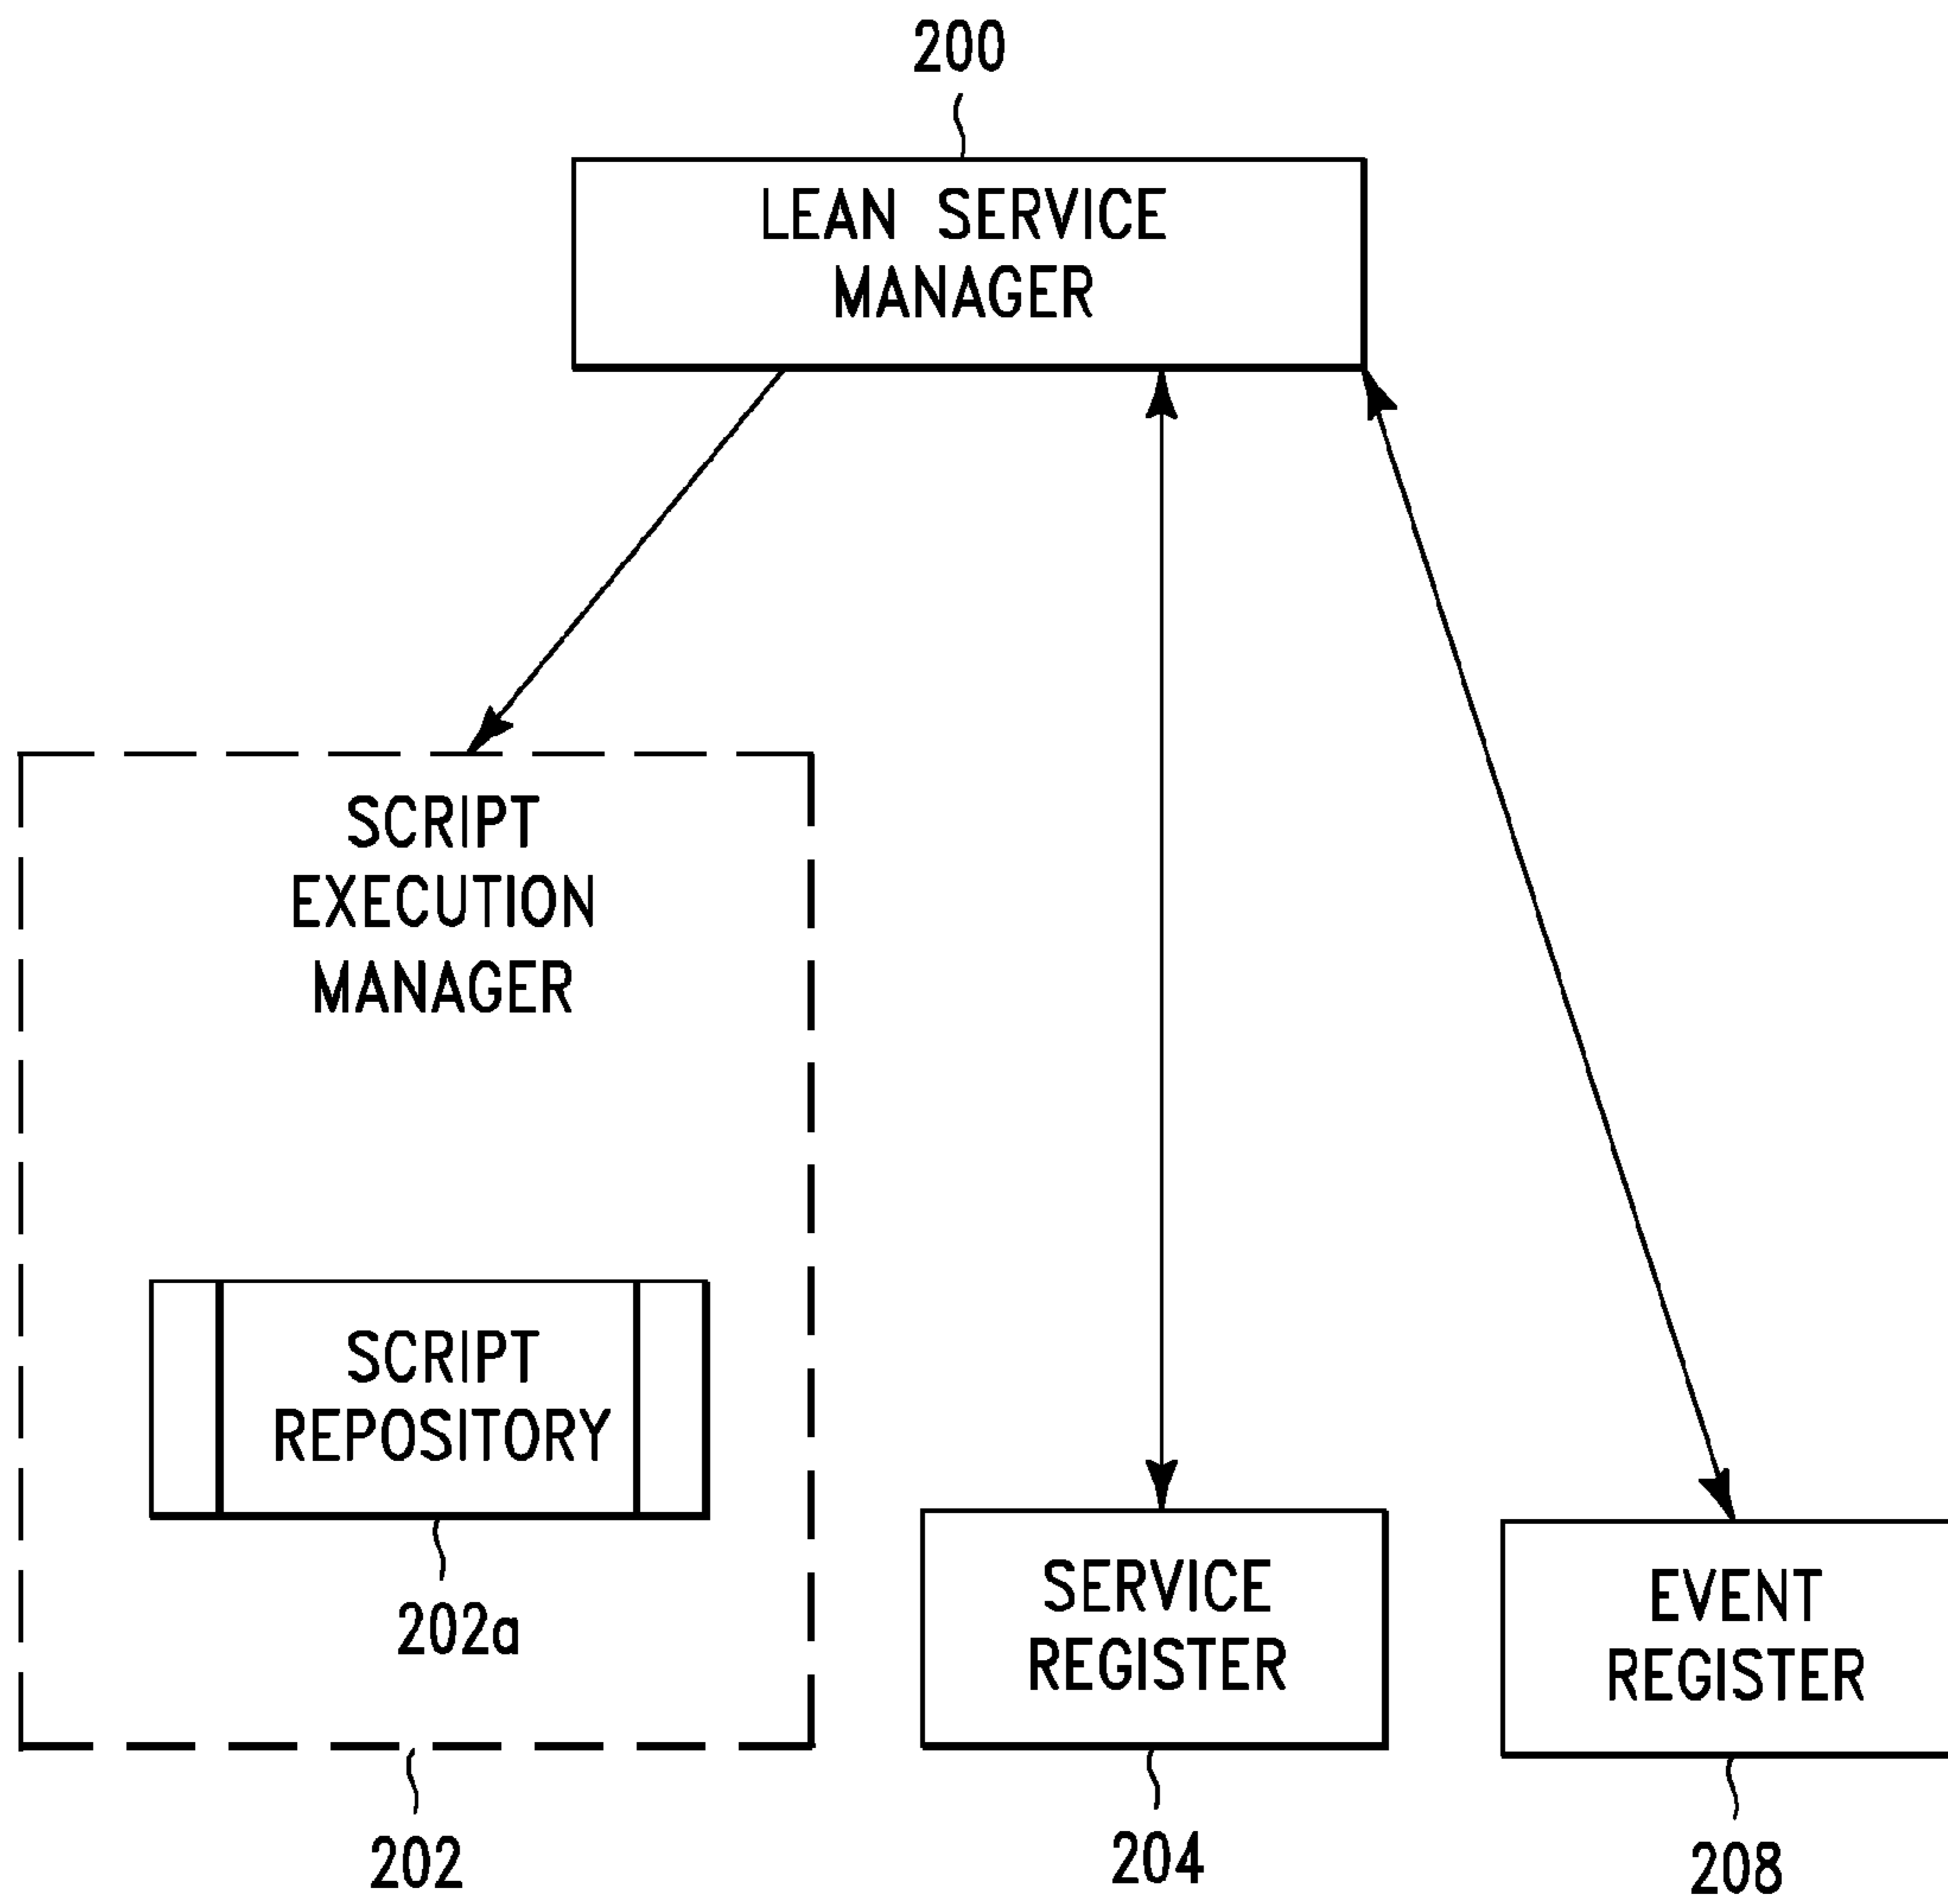 200
LEAN SERVICE
MANAGER
SCRIPT
EXECUTION
MANAGER
SCRIPT
REPOSITORY
202a
202
SERVICE
REGISTER
204
EVENT
REGISTER
208